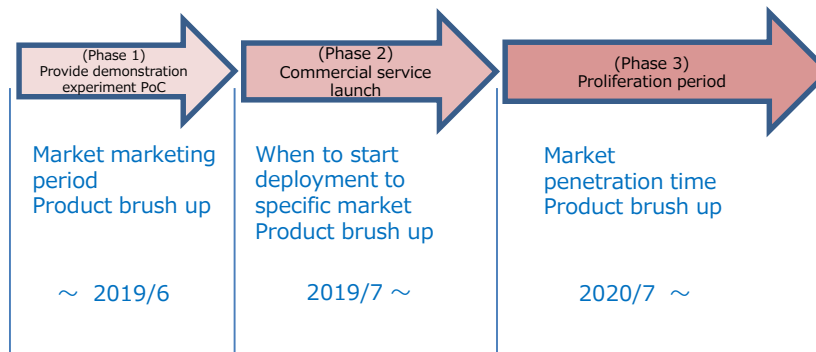 (Phase 1)
Provide demonstration
experiment PoC
(Phase 2)
Commercial service
launch
(Phase 3)
Proliferation period
Market marketing
period
Product brush up
When to start
deployment to
specific market
Product brush up
Market
penetration time
Product brush up
～ 2019/6
2019/7 ～
2020/7 ～